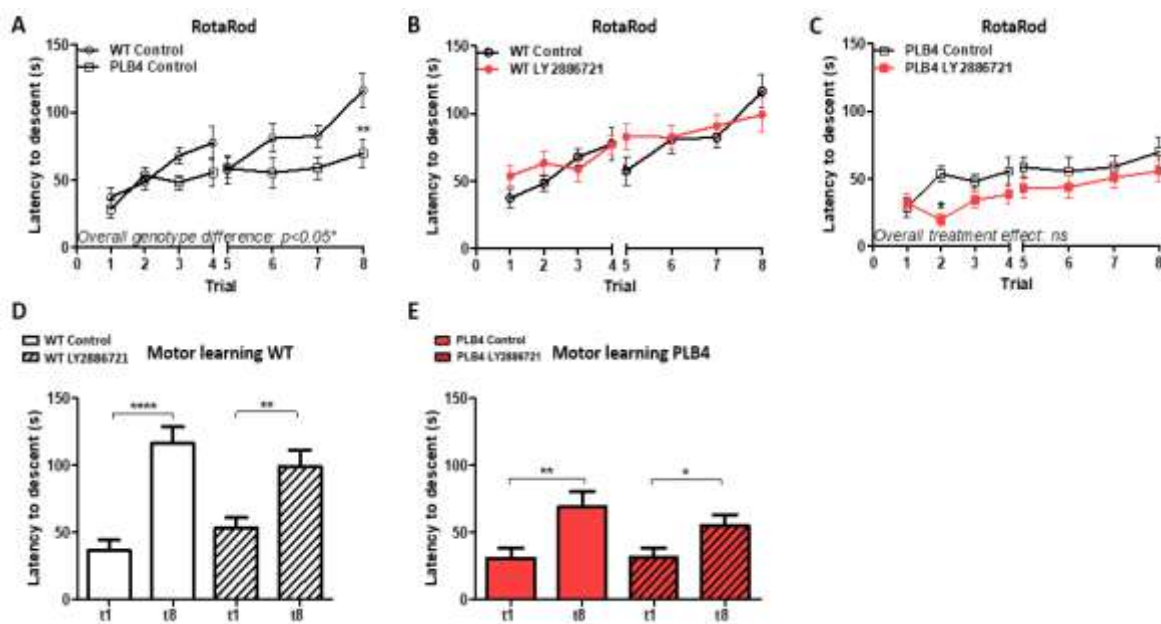 A
RotaRod
WT Control
PLB4 Control
Latency to descent (s)
150
100
50
0
**
Overall genotype difference: p<0.05*
0 1 2 3 4 5 6 7 8
Trial
B
RotaRod
WT Control
WT LY2886721
Latency to descent (s)
150
100
50
0
0 1 2 3 4 5 6 7 8
Trial
C
RotaRod
PLB4 Control
PLB4 LY2886721
Latency to descent (s)
150
100
50
0
*
Overall treatment effect: ns
0 1 2 3 4 5 6 7 8
Trial
D
WT Control
WT LY2886721
Motor learning WT
Latency to descent (s)
150
100
50
0
****
**
t1 t8 t1 t8
E
PLB4 Control
PLB4 LY2886721
Motor learning PLB4
Latency to descent (s)
150
100
50
0
**
*
t1 t8 t1 t8